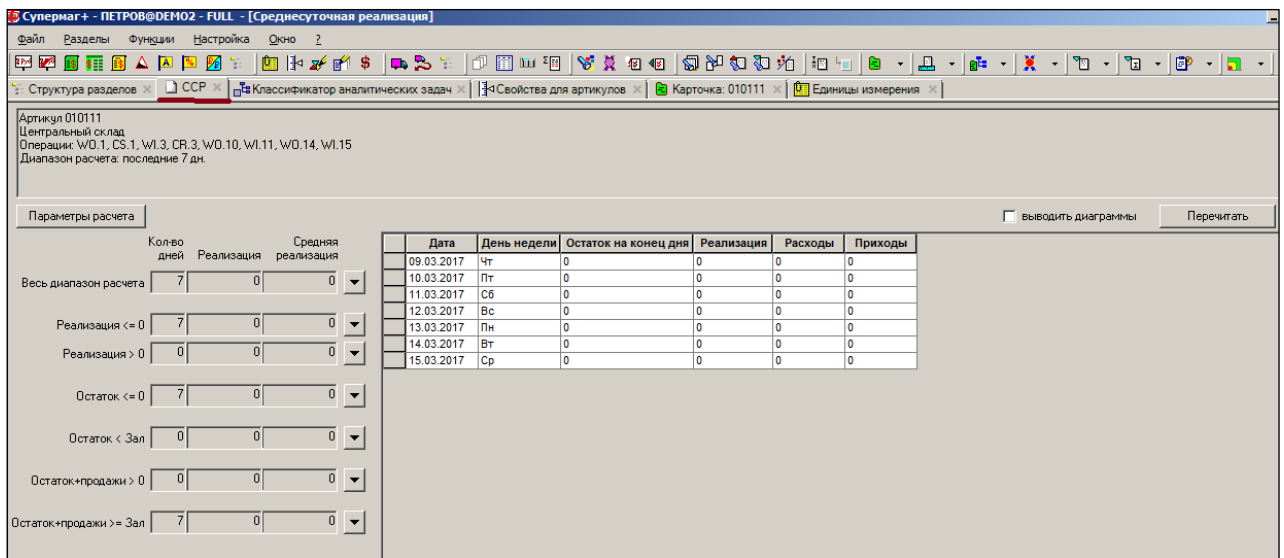 Супермаг+ - ПЕТРОВ@DEMO2 - FULL - [Среднесуточная реализация]
Файл Разделы Функции Настройка Окно ?
Структура разделов × ССР × Классификатор аналитических задач × Свойства для артикулов × Карточка: 010111 × Единицы измерения ×
Артикул 010111
Центральный склад
Операции: WO.1, CS.1, WI.3, CR.3, WO.10, WI.11, WO.14, WI.15
Диапазон расчета: последние 7 дн.
Параметры расчета выводить диаграммы Перечитать
Кол-во дней Реализация Средняя реализация
Весь диапазон расчета 7 0 0
Реализация <= 0 7 0 0
Реализация > 0 0 0 0
Остаток <= 0 7 0 0
Остаток < Зал 0 0 0
Остаток+продажи > 0 0 0 0
Остаток+продажи >= Зал 7 0 0
Дата День недели Остаток на конец дня Реализация Расходы Приходы
09.03.2017 Чт 0 0 0 0
10.03.2017 Пт 0 0 0 0
11.03.2017 Сб 0 0 0 0
12.03.2017 Вс 0 0 0 0
13.03.2017 Пн 0 0 0 0
14.03.2017 Вт 0 0 0 0
15.03.2017 Ср 0 0 0 0